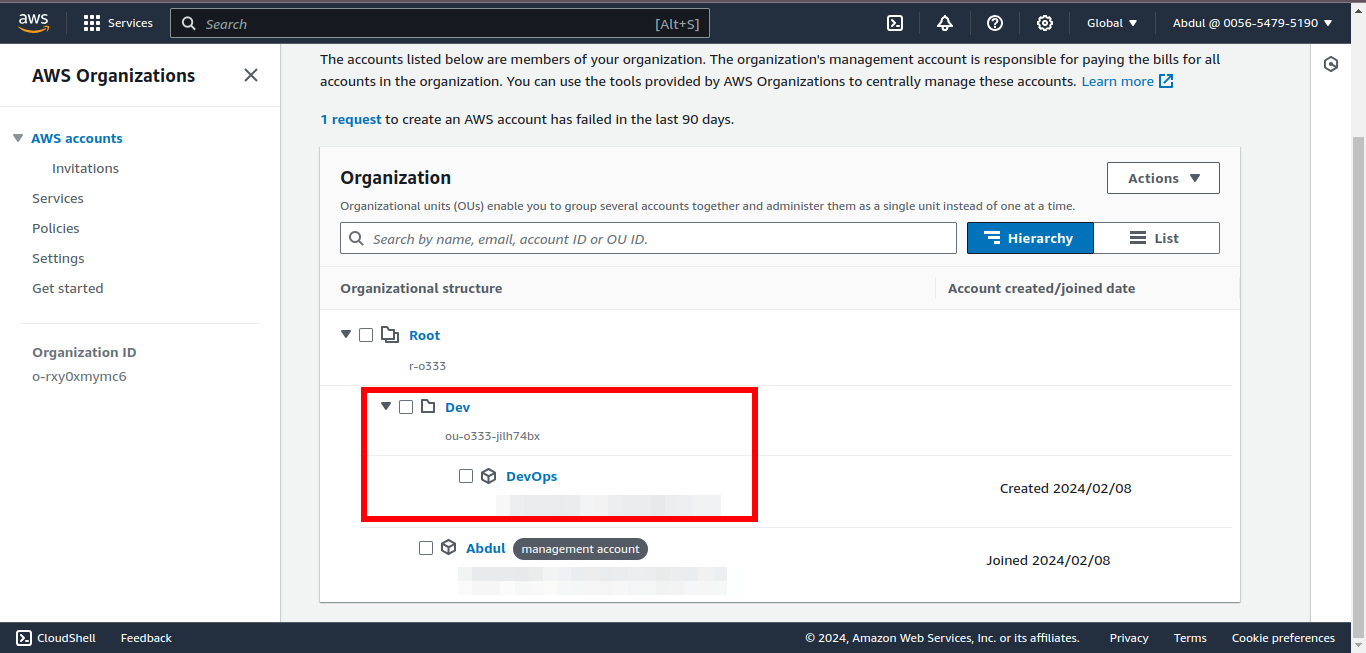 aws
Services
Search
[Alt+S]
Global
Abdul @ 0056-5479-5190
AWS Organizations
AWS accounts
Invitations
Services
Policies
Settings
Get started
Organization ID
o-rxy0xmymc6
The accounts listed below are members of your organization. The organization's management account is responsible for paying the bills for all
accounts in the organization. You can use the tools provided by AWS Organizations to centrally manage these accounts. Learn more
1 request to create an AWS account has failed in the last 90 days.
Organization
Actions
Organizational units (OUs) enable you to group several accounts together and administer them as a single unit instead of one at a time.
Search by name, email, account ID or OU ID.
Hierarchy
List
Organizational structure
Account created/joined date
Root
r-o333
Dev
ou-o333-jilh74bx
DevOps
Created 2024/02/08
Abdul management account
Joined 2024/02/08
CloudShell
Feedback
© 2024, Amazon Web Services, Inc. or its affiliates.
Privacy
Terms
Cookie preferences